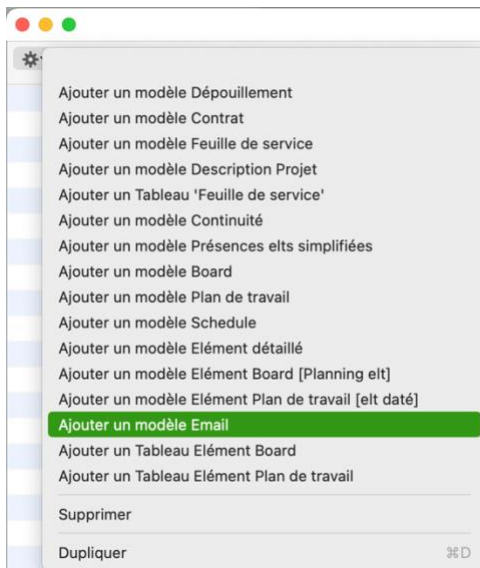 Ajouter un modèle Dépouillement
Ajouter un modèle Contrat
Ajouter un modèle Feuille de service
Ajouter un modèle Description Projet
Ajouter un Tableau 'Feuille de service'
Ajouter un modèle Continuité
Ajouter un modèle Présences elts simplifiées
Ajouter un modèle Board
Ajouter un modèle Plan de travail
Ajouter un modèle Schedule
Ajouter un modèle Elément détaillé
Ajouter un modèle Elément Board [Planning elt]
Ajouter un modèle Elément Plan de travail [elt daté]
Ajouter un modèle Email
Ajouter un Tableau Elément Board
Ajouter un Tableau Elément Plan de travail
Supprimer
Dupliquer ⌘D